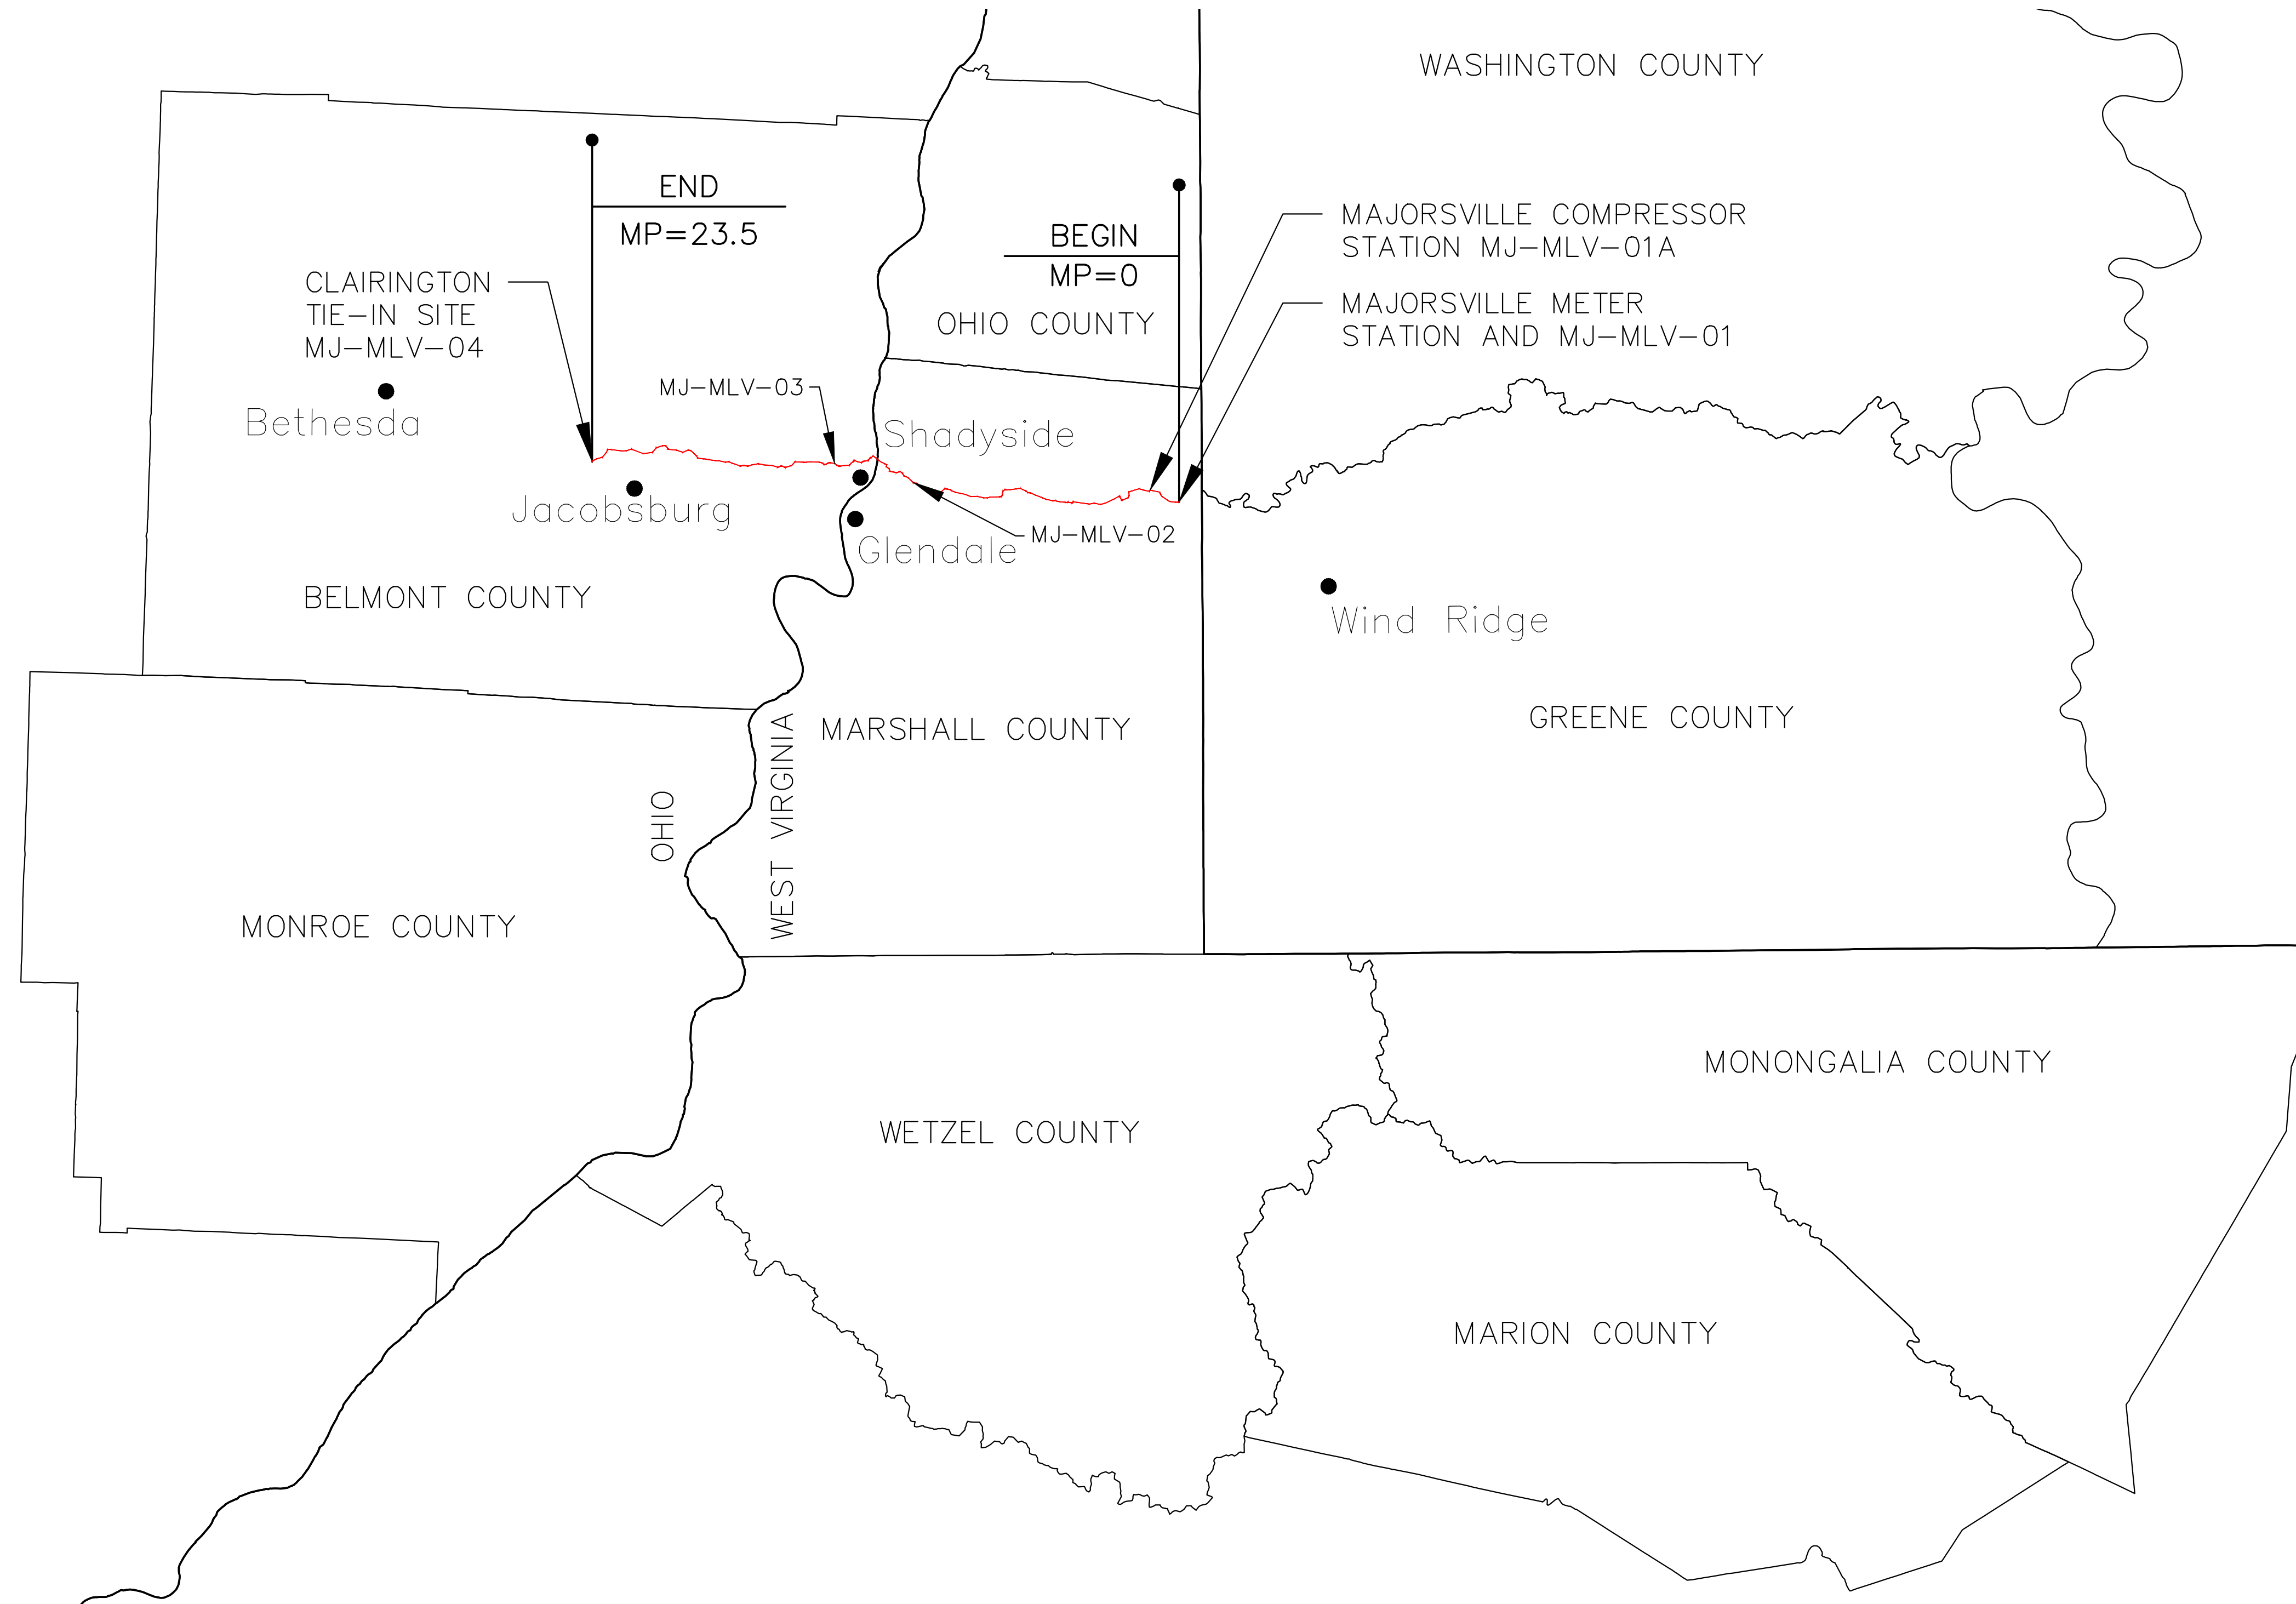 WASHINGTON COUNTY
END
MP=23.5
BEGIN
MP=0
OHIO COUNTY
MAJORSVILLE COMPRESSOR
STATION MJ-MLV-01A
MAJORSVILLE METER
STATION AND MJ-MLV-01
CLAIRINGTON
TIE-IN SITE
MJ-MLV-04
MJ-MLV-03
Bethesda
Shadyside
Jacobsburg
Glendale
MJ-MLV-02
BELMONT COUNTY
Wind Ridge
MARSHALL COUNTY
GREENE COUNTY
OHIO
WEST VIRGINIA
MONROE COUNTY
MONONGALIA COUNTY
WETZEL COUNTY
MARION COUNTY